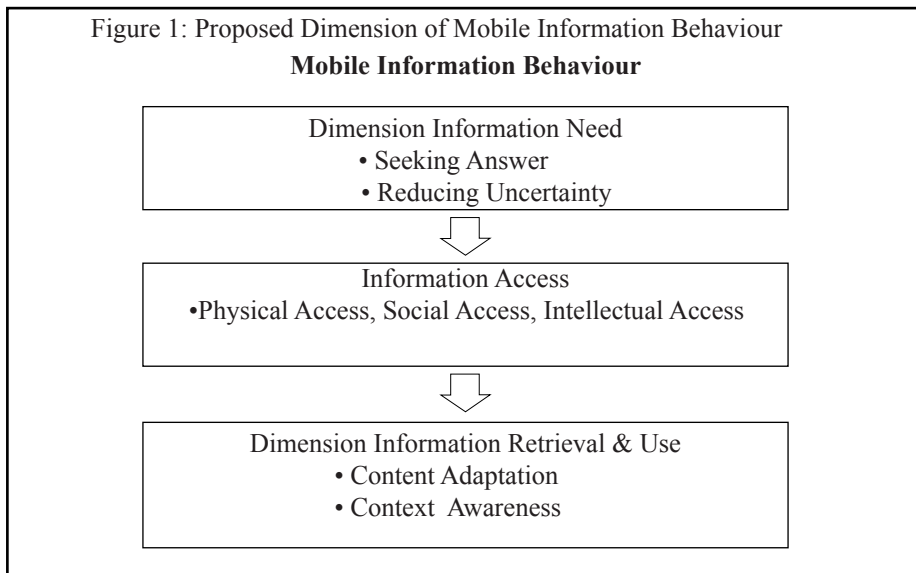 Figure 1: Proposed Dimension of Mobile Information Behaviour
Mobile Information Behaviour
Dimension Information Need
• Seeking Answer
• Reducing Uncertainty
Information Access
•Physical Access, Social Access, Intellectual Access
Dimension Information Retrieval & Use
• Content Adaptation
• Context Awareness